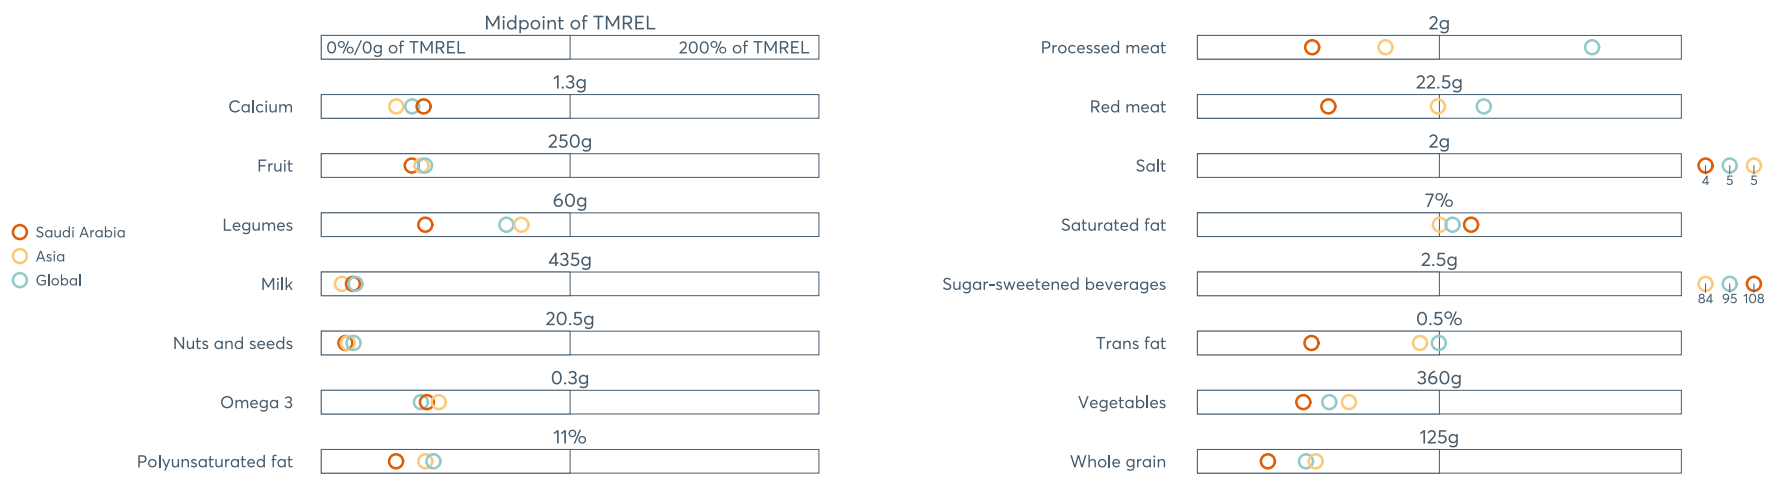 Midpoint of TMREL
0%/0g of TMREL 200% of TMREL
1.3g
Calcium
250g
Fruit
60g
Legumes
435g
Milk
20.5g
Nuts and seeds
0.3g
Omega 3
11%
Polyunsaturated fat
Saudi Arabia
Asia
Global
2g
Processed meat
22.5g
Red meat
2g
Salt
4 5 5
7%
Saturated fat
2.5g
Sugar-sweetened beverages
84 95 108
0.5%
Trans fat
360g
Vegetables
125g
Whole grain